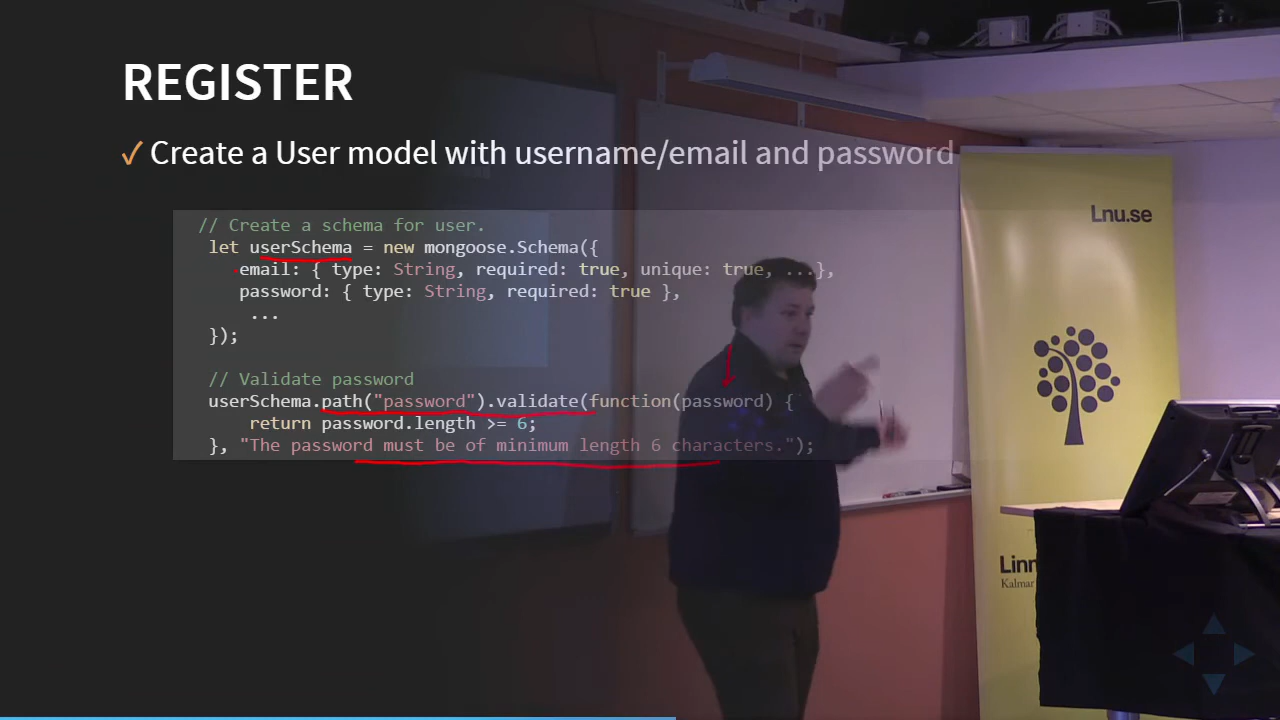 REGISTER
✓ Create a User model with username/email and password
// Create a schema for user.
let userSchema = new mongoose.Schema({
email: { type: String, required: true, unique: true, ...},
password: { type: String, required: true },
...
});
// Validate password
userSchema.path("password").validate(function(password) {
return password.length >= 6;
}, "The password must be of minimum length 6 characters.");
Lnu.se
Linn
Kalmar